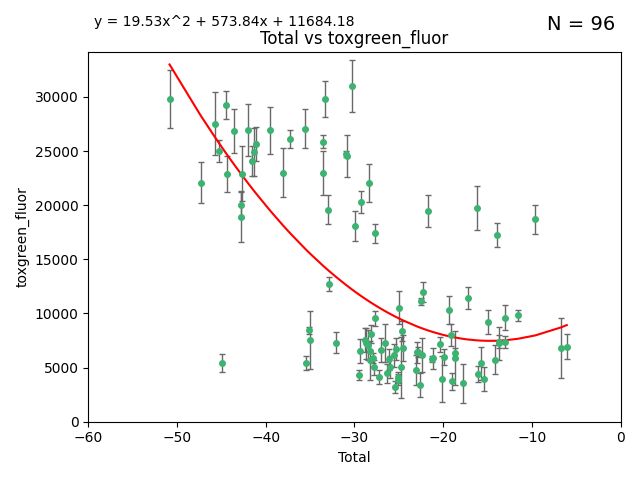 y = 19.53x^2 + 573.84x + 11684.18
N = 96
Total vs toxgreen_fluor
toxgreen_fluor
30000
25000
20000
15000
10000
5000
0
−60
−50
−40
−30
−20
−10
0
Total